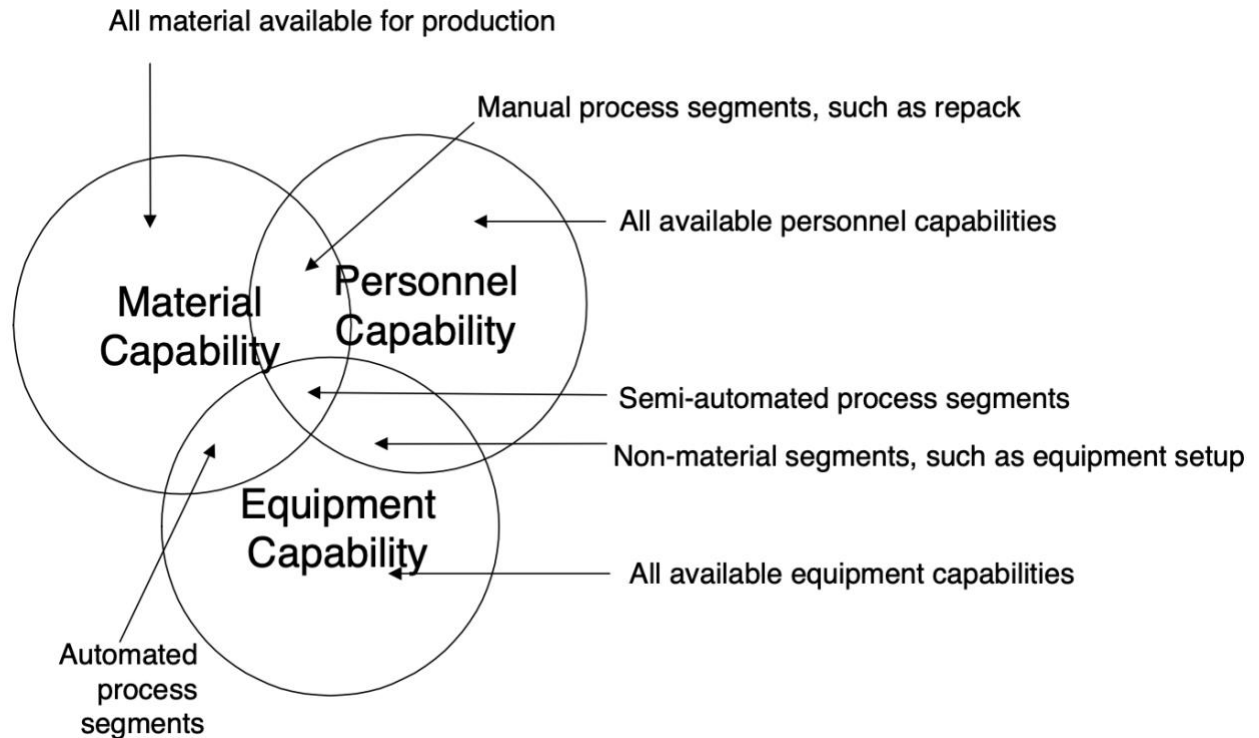 All material available for production
Manual process segments, such as repack
All available personnel capabilities
Material
Capability
Personnel
Capability
Semi-automated process segments
Non-material segments, such as equipment setup
Equipment
Capability
All available equipment capabilities
Automated
process
segments